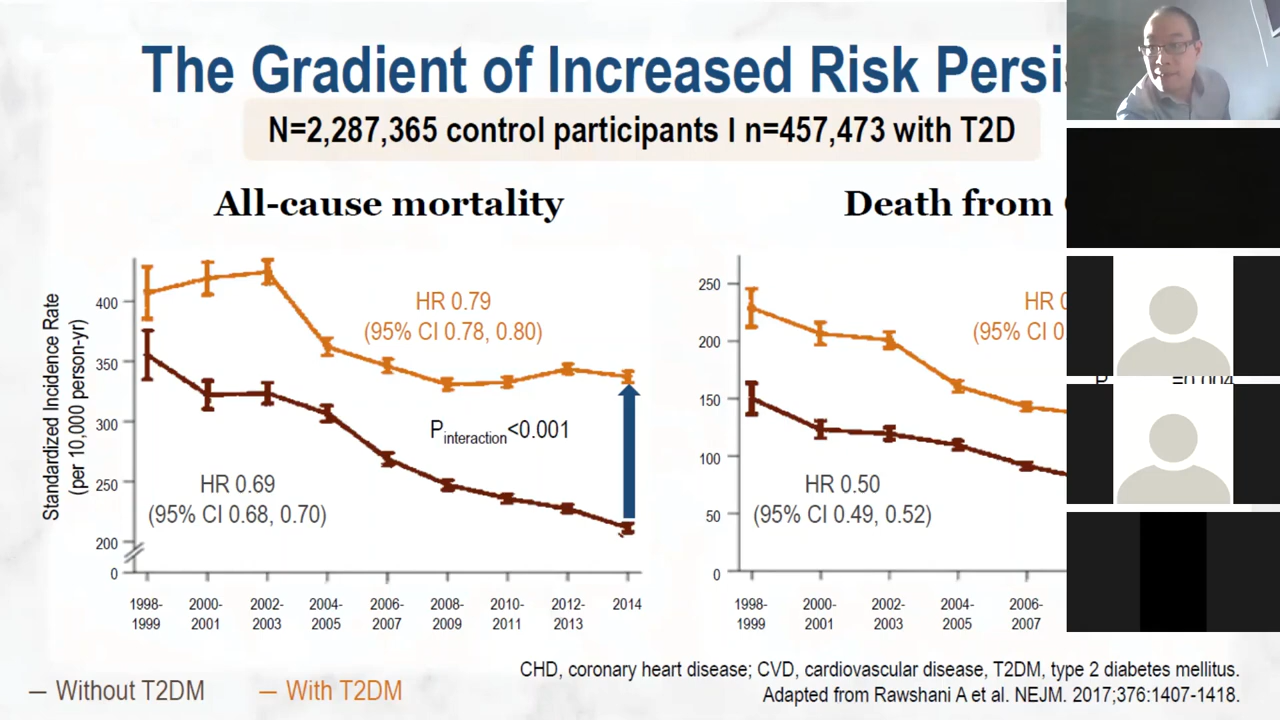 The Gradient of Increased Risk Persi
N=2,287,365 control participants I n=457,473 with T2D
All-cause mortality
Death from
Standardized Incidence Rate
(per 10,000 person-yr)
400
350
300
250
200
0
HR 0.79
(95% CI 0.78, 0.80)
Pinteraction<0.001
HR 0.69
(95% CI 0.68, 0.70)
1998-
1999
2000-
2001
2002-
2003
2004-
2005
2006-
2007
2008-
2009
2010-
2011
2012-
2013
2014
250
200
150
100
50
0
HR 0
(95% CI 0.
=0.004
HR 0.50
(95% CI 0.49, 0.52)
1998-
1999
2000-
2001
2002-
2003
2004-
2005
2006-
2007
— Without T2DM
— With T2DM
CHD, coronary heart disease; CVD, cardiovascular disease, T2DM, type 2 diabetes mellitus.
Adapted from Rawshani A et al. NEJM. 2017;376:1407-1418.